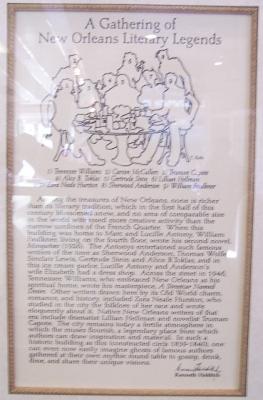 A Gathering of
New Orleans Literary Legends
1) Tennessee Williams 2) Carson McCullers 3) Truman Capote
4) Alice B. Toklas 5) Gertrude Stein 6) Lillian Hellman
7) Zora Neale Hurston 8) Sherwood Anderson 9) William Faulkner
Among the treasures of New Orleans, none is richer
than its literary tradition, which in the first half of this
century blossomed anew, and no area of comparable size
in the world witnessed more creative activity than the
narrow confines of the French Quarter. When this
building was home to Marc and Lucille Antony, William
Faulkner, living on the fourth floor, wrote his second novel,
Mosquitos (1926). The Antonys entertained such famous
writers of the time as Sherwood Anderson, Thomas Wolfe
Sinclair Lewis, Gertrude Stein and Alice B. Toklas, and in
this ice cream parlor Lucille Antony and Anderson's
wife Elizabeth had a dress shop. Across the street in 1946,
Tennessee Williams, who embraced New Orleans as his
spiritual home, wrote his masterpiece, A Streetcar Named
Desire. Other writers drawn here by its Old World charm,
romance, and history, included Zora Neale Hurston, who
studied in the city the folklore of her race and wrote
eloquently about it. Native New Orleans writers of that
era include dramatist Lillian Hellman and novelist Truman
Capote. The city remains today a fertile atmosphere in
which the muses flourish, a legendary place from which
authors can draw inspiration and material. In such a
historic building as this (constructed circa 1839-1840), one
can even now easily imagine ghosts of famous authors
gathered at their own mythic round table to gossip, drink,
dine, and share their unique visions.
Kenneth Holditch